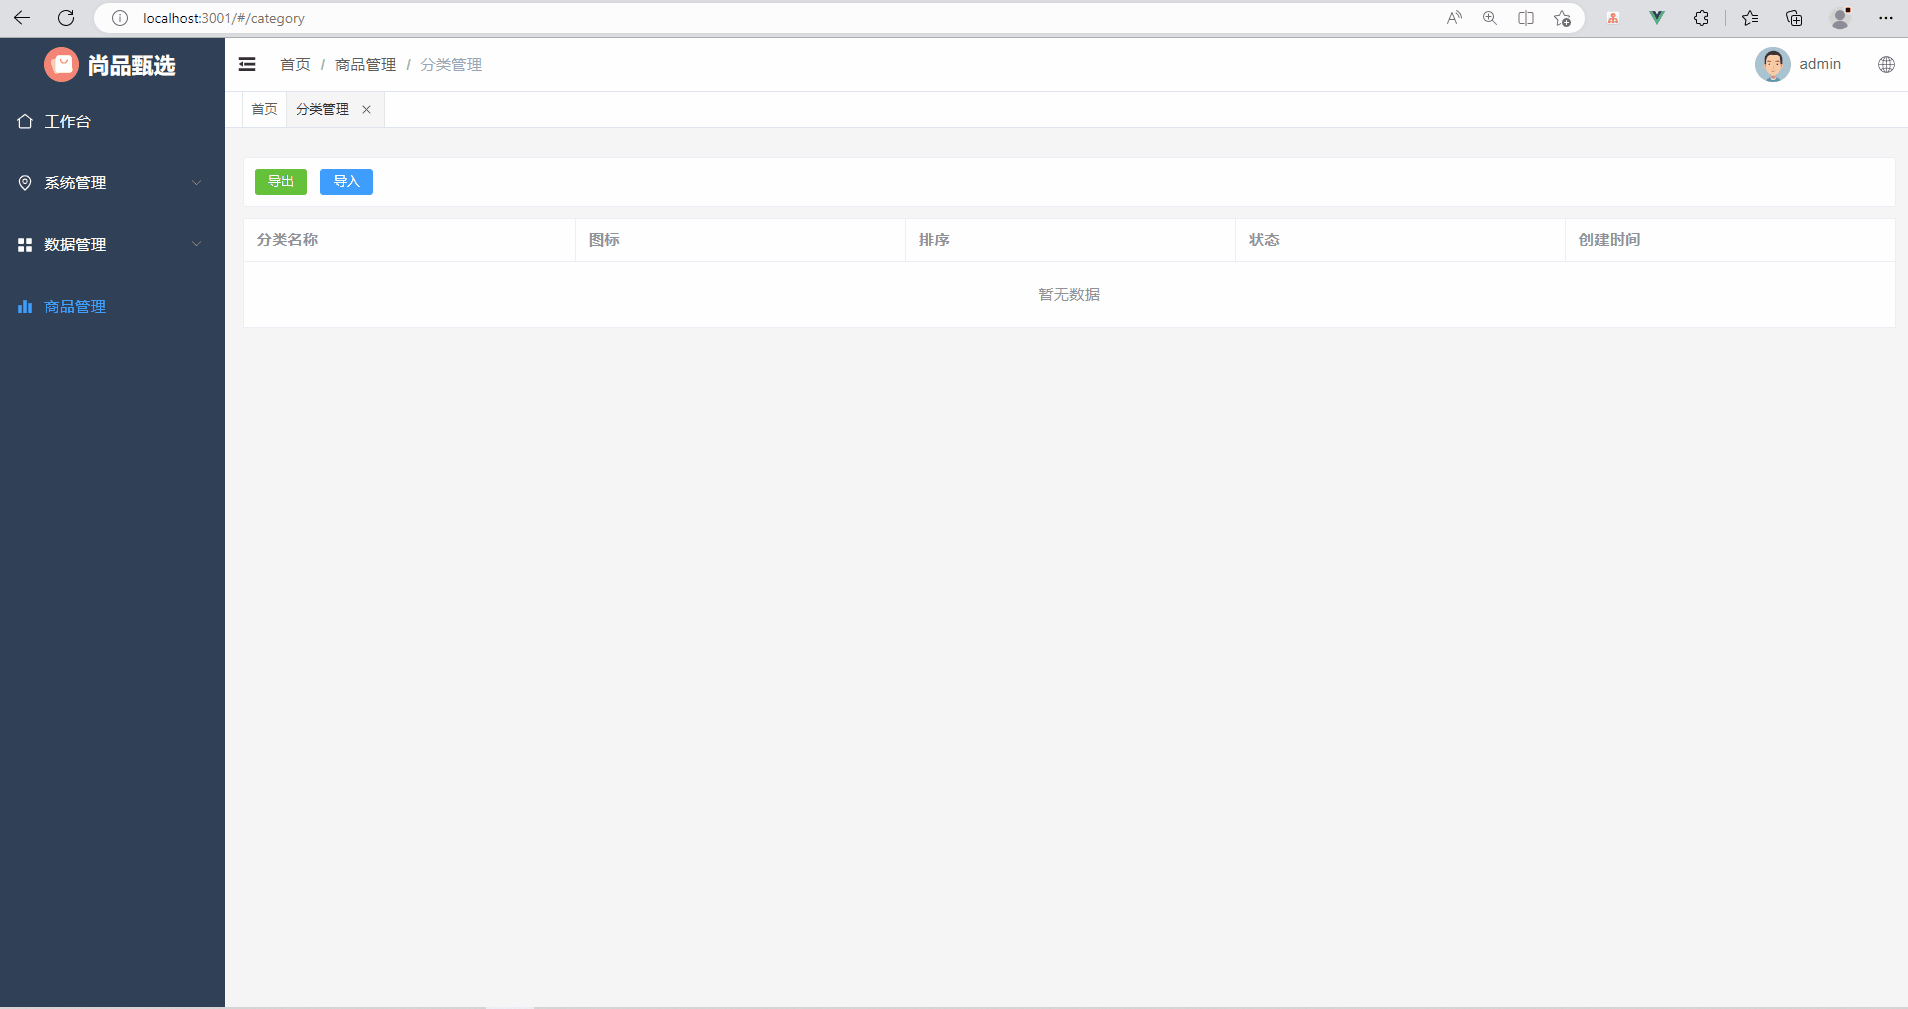 localhost:3001/#/category
尚品甄选
首页 / 商品管理 / 分类管理
admin
首页 分类管理
工作台
系统管理
数据管理
商品管理
导出 导入
分类名称 图标 排序 状态 创建时间
暂无数据